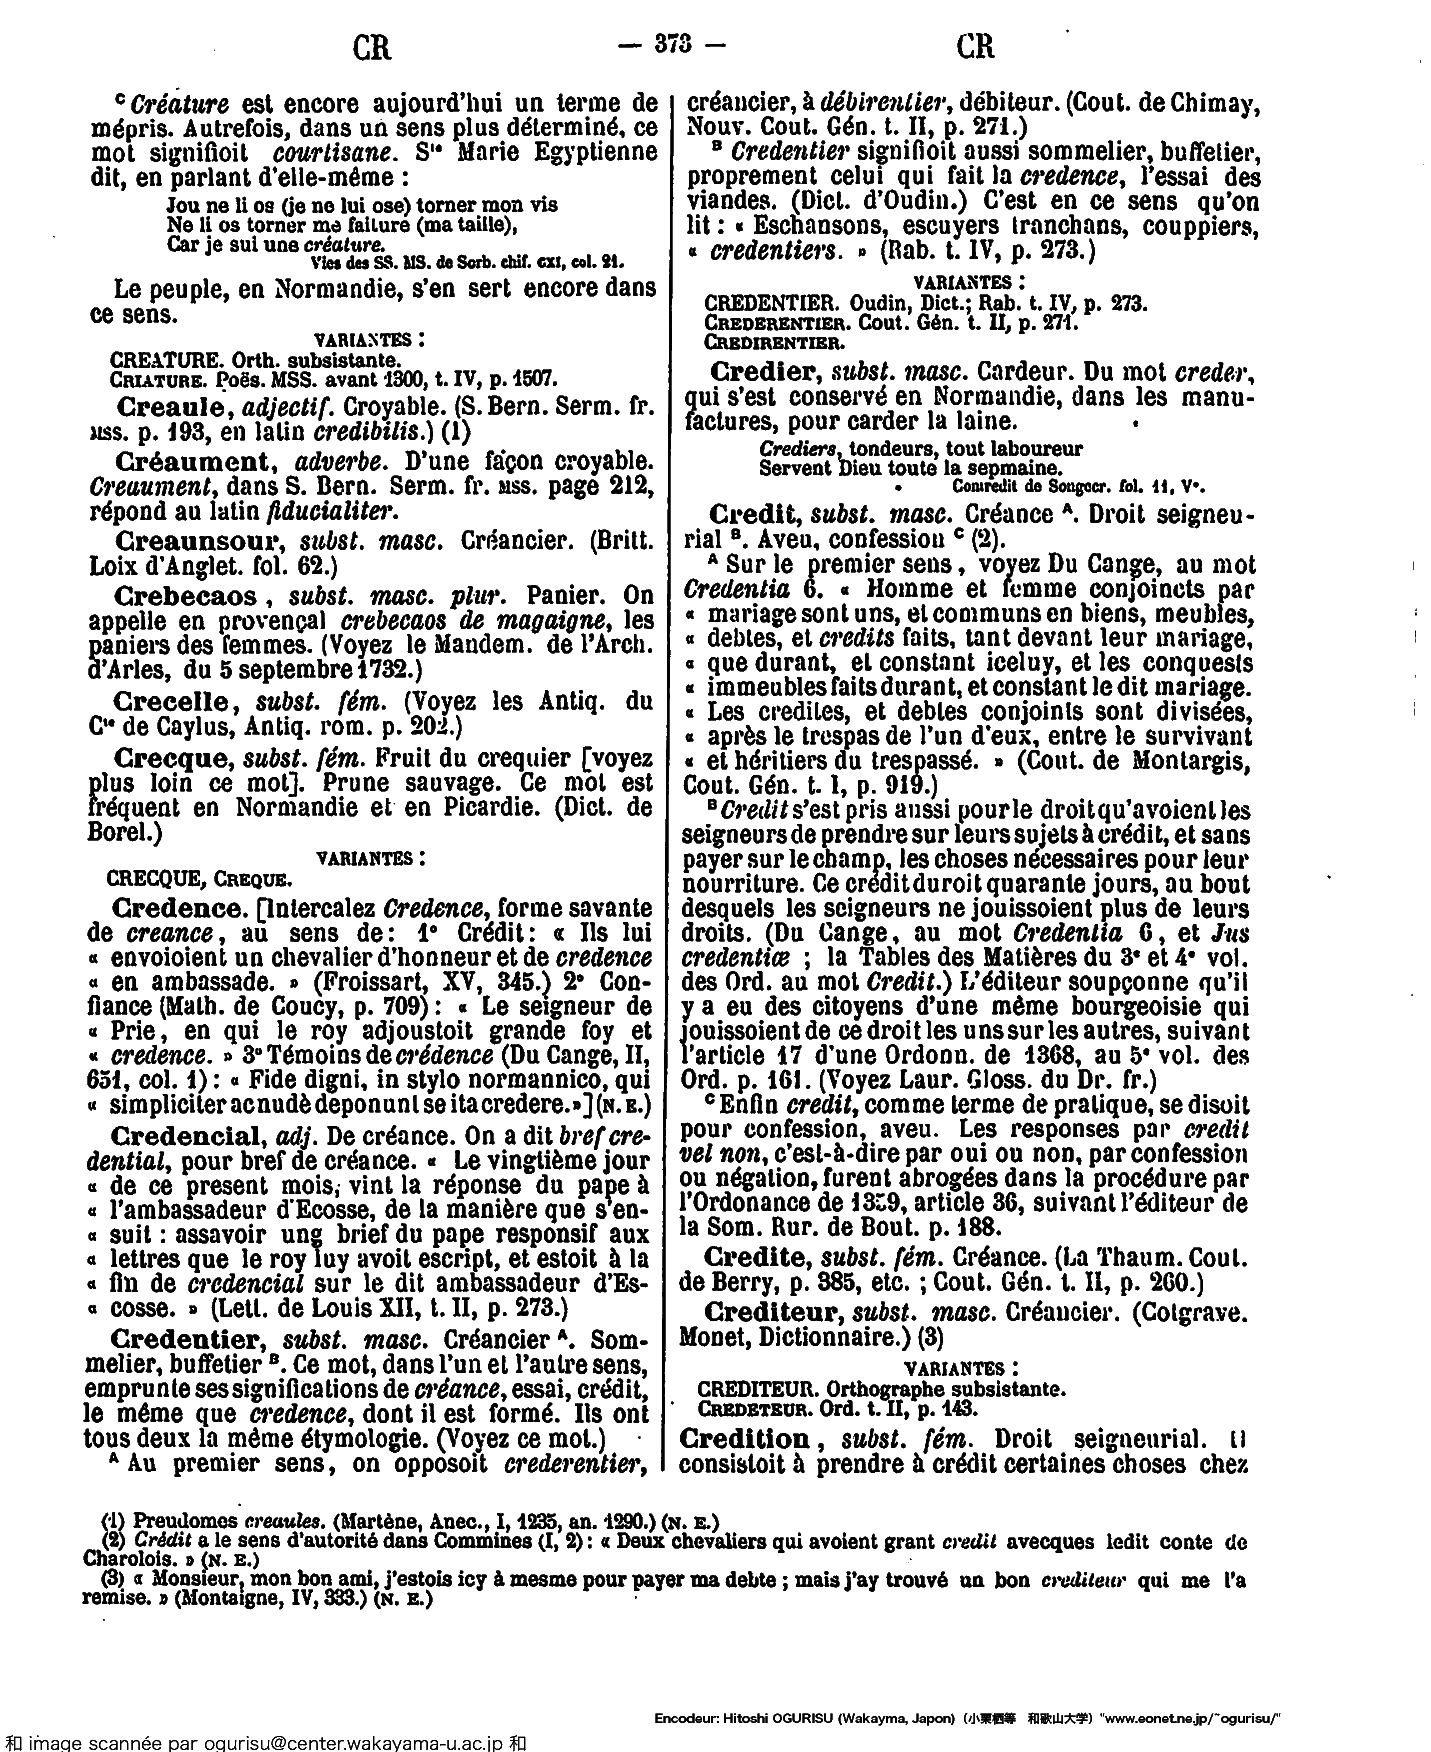 CR
— 373 —
CR
C Créature est encore aujourd'hui un terme de
mépris. Autrefois, dans un sens plus déterminé, ce
mot signifioit courtisane. Ste Marie Egyptienne
dit, en parlant d'elle-même :
Jou ne li os (je ne lui ose) torner mon vis
Ne li os torner me faiture (ma taille),
Car je sui une créature.
Vies des SS. MS. de Sorb. chif. CXI, col. 21.
Le peuple, en Normandie, s'en sert encore dans
ce sens.
VARIANTES :
CREATURE. Orth. subsistante.
CRIATURE. Poës. MSS. avant 1300, t. IV, p. 1507.
Creaule, adjectif. Croyable. (S. Bern. Serm. fr.
MSS. p. 193, en latin credibilis.) (1)
Créaument, adverbe. D'une façon croyable.
Creaument, dans S. Bern. Serm. fr. MSS. page 212,
répond au latin fiducialiter.
Creaunsour, subst. masc. Créancier. (Britt.
Loix d'Anglet. fol. 62.)
Crebecaos , subst. masc. plur. Panier. On
appelle en provençal crebecaos de magaigne, les
paniers des femmes. (Voyez le Mandem. de l'Arch.
d'Arles, du 5 septembre 1732.)
Crecelle, subst. fém. (Voyez les Antiq. du
Cte de Caylus, Antiq. rom. p. 202.)
Crecque, subst. fém. Fruit du crequier [voyez
plus loin ce mot]. Prune sauvage. Ce mot est
fréquent en Normandie et en Picardie. (Dict. de
Borel.)
VARIANTES :
CRECQUE, CREQUE.
Credence. [Intercalez Credence, forme savante
de creance, au sens de : 1° Crédit : « Ils lui
« envoioient un chevalier d'honneur et de credence
« en ambassade. » (Froissart, XV, 345.) 2° Con-
fiance (Math. de Coucy, p. 709) : « Le seigneur de
« Prie, en qui le roy adjoustoit grande foy et
« credence. » 3° Témoins de crédence (Du Cange, II,
651, col. 1) : « Fide digni, in stylo normannico, qui
« simpliciter ac nudè deponunt se ita credere. »] (N. E.)
Credencial, adj. De créance. On a dit bref cre-
dential, pour bref de créance. « Le vingtième jour
« de ce present mois, vint la réponse du pape à
« l'ambassadeur d'Ecosse, de la manière que s'en-
« suit : assavoir ung brief du pape responsif aux
« lettres que le roy luy avoit escript, et estoit à la
« fin de credencial sur le dit ambassadeur d'Es-
« cosse. » (Lett. de Louis XII, t. II, p. 273.)
Credentier, subst. masc. Créancier A. Som-
melier, buffetier B. Ce mot, dans l'un et l'autre sens,
emprunte ses significations de créance, essai, crédit,
le même que credence, dont il est formé. Ils ont
tous deux la même étymologie. (Voyez ce mot.)
A Au premier sens, on opposoit crederentier,
créancier, à débirentier, débiteur. (Cout. de Chimay,
Nouv. Cout. Gén. t. II, p. 271.)
B Credentier signifioit aussi sommelier, buffetier,
proprement celui qui fait la credence, l'essai des
viandes. (Dict. d'Oudin.) C'est en ce sens qu'on
lit : « Eschansons, escuyers tranchans, couppiers,
« credentiers. » (Rab. t. IV, p. 273.)
VARIANTES :
CREDENTIER. Oudin, Dict.; Rab. t. IV, p. 273.
CREDERENTIER. Cout. Gén. t. II, p. 271.
CREDIRENTIER.
Credier, subst. masc. Cardeur. Du mot creder,
qui s'est conservé en Normandie, dans les manu-
factures, pour carder la laine.
Crediers, tondeurs, tout laboureur
Servent Dieu toute la sepmaine.
Contredit de Songecr. fol. 11, V°.
Credit, subst. masc. Créance A. Droit seigneu-
rial B. Aveu, confession C (2).
A Sur le premier sens, voyez Du Cange, au mot
Credentia 6. « Homme et femme conjoincts par
« mariage sont uns, et communs en biens, meubles,
« debtes, et credits faits, tant devant leur mariage,
« que durant, et constant iceluy, et les conquests
« immeubles faits durant, et constant le dit mariage.
« Les credites, et debtes conjoints sont divisées,
« après le trespas de l'un d'eux, entre le survivant
« et héritiers du trespassé. » (Cout. de Montargis,
Cout. Gén. t. I, p. 919.)
B Credit s'est pris aussi pour le droit qu'avoient les
seigneurs de prendre sur leurs sujets à crédit, et sans
payer sur le champ, les choses nécessaires pour leur
nourriture. Ce crédit duroit quarante jours, au bout
desquels les seigneurs ne jouissoient plus de leurs
droits. (Du Cange, au mot Credentia 6, et Jus
credentiæ ; la Tables des Matières du 3e et 4e vol.
des Ord. au mot Credit.) L'éditeur soupçonne qu'il
y a eu des citoyens d'une même bourgeoisie qui
jouissoient de ce droit les uns sur les autres, suivant
l'article 17 d'une Ordonn. de 1368, au 5e vol. des
Ord. p. 161. (Voyez Laur. Gloss. du Dr. fr.)
C Enfin credit, comme terme de pratique, se disoit
pour confession, aveu. Les responses par credit
vel non, c'est-à-dire par oui ou non, par confession
ou négation, furent abrogées dans la procédure par
l'Ordonance de 1359, article 36, suivant l'éditeur de
la Som. Rur. de Bout. p. 188.
Credite, subst. fém. Créance. (La Thaum. Cout.
de Berry, p. 385, etc. ; Cout. Gén. t. II, p. 260.)
Crediteur, subst. masc. Créancier. (Cotgrave.
Monet, Dictionnaire.) (3)
VARIANTES :
CREDITEUR. Orthographe subsistante.
CREDETEUR. Ord. t. II, p. 143.
Credition , subst. fém. Droit seigneurial. Il
consistoit à prendre à crédit certaines choses chez
(1) Preudomes creaules. (Martène, Anec., I, 1235, an. 1290.) (N. E.)
(2) Crédit a le sens d'autorité dans Commines (I, 2) : « Deux chevaliers qui avoient grant credit avecques ledit conte de
Charolois. » (N. E.)
(3) « Monsieur, mon bon ami, j'estois icy à mesme pour payer ma debte ; mais j'ay trouvé un bon crediteur qui me l'a
remise. » (Montaigne, IV, 333.) (N. E.)
Encodeur: Hitoshi OGURISU (Wakayma, Japon) (小栗栖等 和歌山大学) "www.eonet.ne.jp/~ogurisu/"
和 image scannée par ogurisu@center.wakayama-u.ac.jp 和